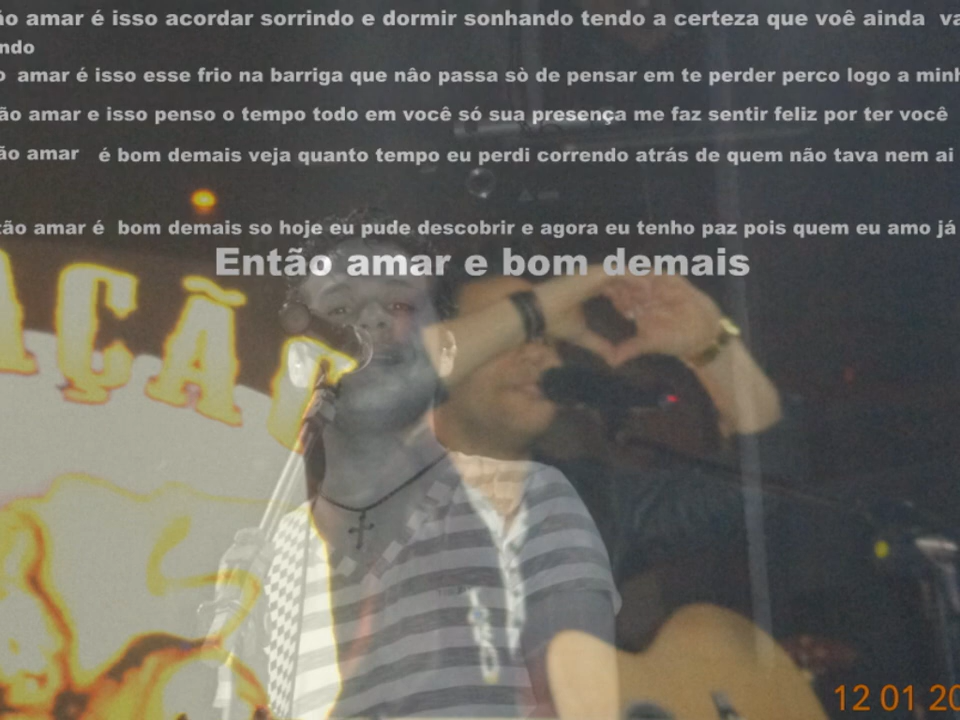 ão amar é isso acordar sorrindo e dormir sonhando tendo a certeza que você ainda va
ndo
o amar é isso esse frio na barriga que nâo passa sò de pensar em te perder perco logo a minh
ão amar e isso penso o tempo todo em você só sua presença me faz sentir feliz por ter você
ão amar é bom demais veja quanto tempo eu perdi correndo atrás de quem não tava nem ai
tão amar é bom demais so hoje eu pude descobrir e agora eu tenho paz pois quem eu amo já
Então amar e bom demais
AÇÃO
12 01 20